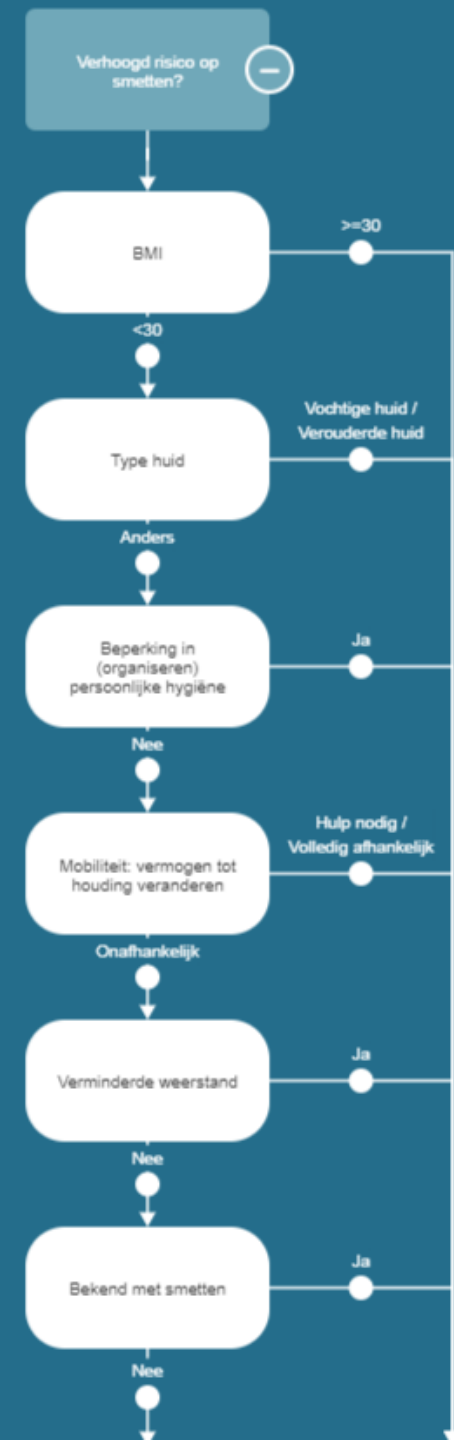 Verhoogd risico op
smetten?
BMI
>=30
<30
Type huid
Vochtige huid /
Verouderde huid
Anders
Beperking in
(organiseren)
persoonlijke hygiëne
Ja
Nee
Mobiliteit: vermogen tot
houding veranderen
Hulp nodig /
Volledig afhankelijk
Onafhankelijk
Verminderde weerstand
Ja
Nee
Bekend met smetten
Ja
Nee